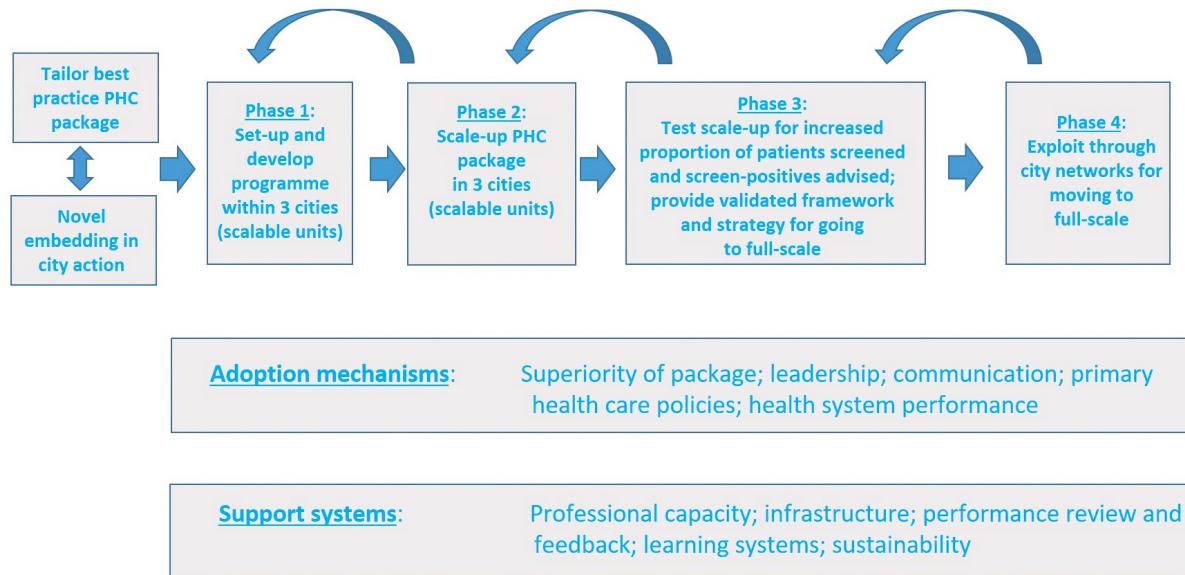 Tailor best
practice PHC
package
Novel
embedding in
city action
Phase 1:
Set-up and
develop
programme
within 3 cities
(scalable units)
Phase 2:
Scale-up PHC
package
in 3 cities
(scalable units)
Phase 3:
Test scale-up for increased
proportion of patients screened
and screen-positives advised;
provide validated framework
and strategy for going
to full-scale
Phase 4:
Exploit through
city networks for
moving to
full-scale
Adoption mechanisms: Superiority of package; leadership; communication; primary
health care policies; health system performance
Support systems: Professional capacity; infrastructure; performance review and
feedback; learning systems; sustainability